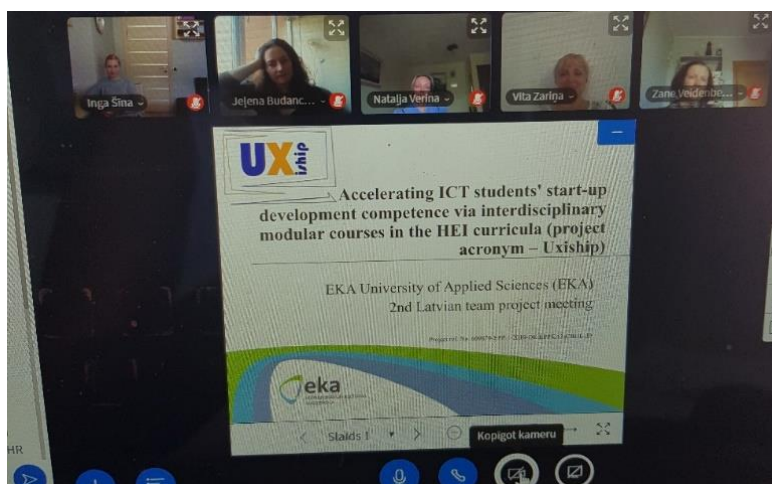 Inga Šina
Jeļena Budanc...
Natalja Verina
Vita Zariņa
Zane Veidenbe...
UX
iship
Accelerating ICT students' start-up
development competence via interdisciplinary
modular courses in the HEI curricula (project
acronym – Uxiship)
EKA University of Applied Sciences (EKA)
2nd Latvian team project meeting
eka
Slaids 1
Kopīgot kameru
HR